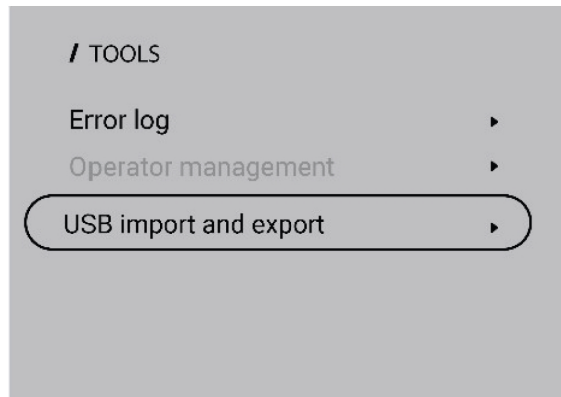 / TOOLS
Error log
Operator management
USB import and export